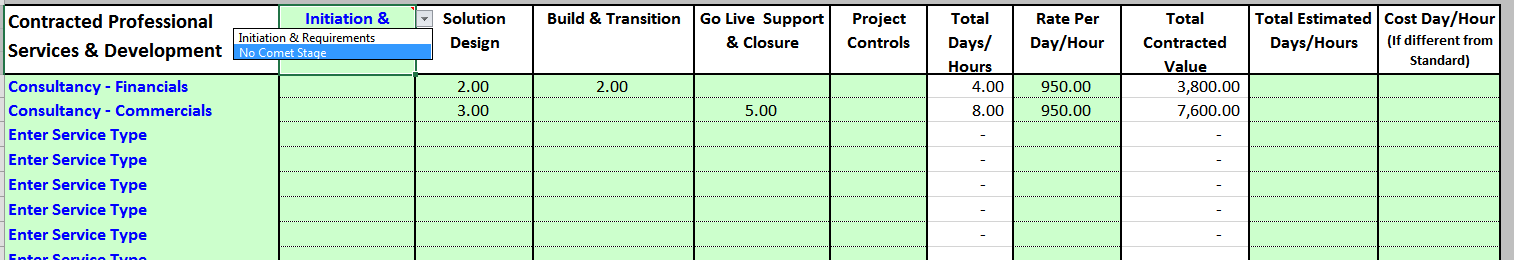 Contracted Professional Services & Development
Initiation &
Initiation & Requirements
No Comet Stage
Solution Design
Build & Transition
Go Live Support & Closure
Project Controls
Total Days/ Hours
Rate Per Day/Hour
Total Contracted Value
Total Estimated Days/Hours
Cost Day/Hour (If different from Standard)
Consultancy - Financials 2.00 2.00 4.00 950.00 3,800.00
Consultancy - Commercials 3.00 5.00 8.00 950.00 7,600.00
Enter Service Type - -
Enter Service Type - -
Enter Service Type - -
Enter Service Type - -
Enter Service Type - -
Enter Service Type